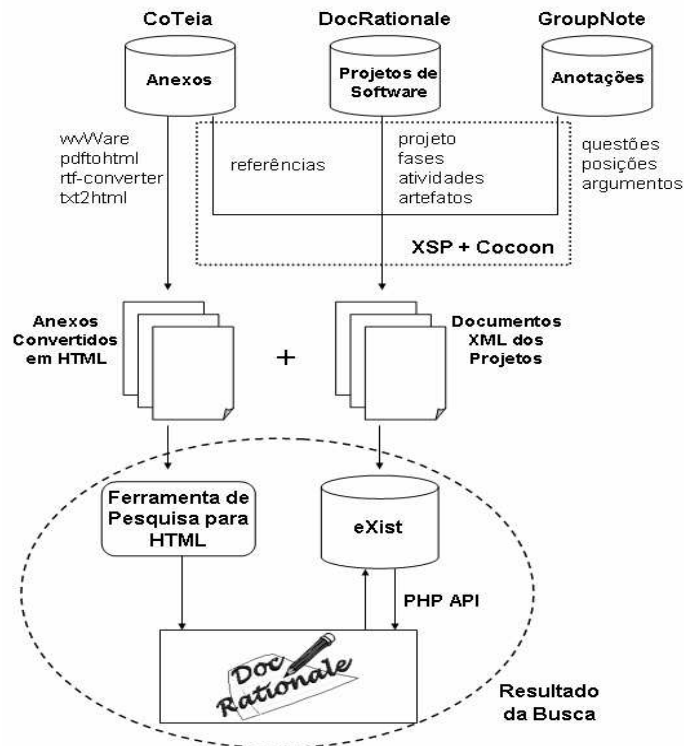 CoTeia
DocRationale
GroupNote
Anexos
Projetos de
Software
Anotações
wvWare
pdftohtml
rtf-converter
txt2html
referências
projeto
fases
atividades
artefatos
questões
posições
argumentos
XSP + Cocoon
Anexos
Convertidos
em HTML
+
Documentos
XML dos
Projetos
Ferramenta de
Pesquisa para
HTML
eXist
PHP API
Doc
Rationale
Resultado
da Busca